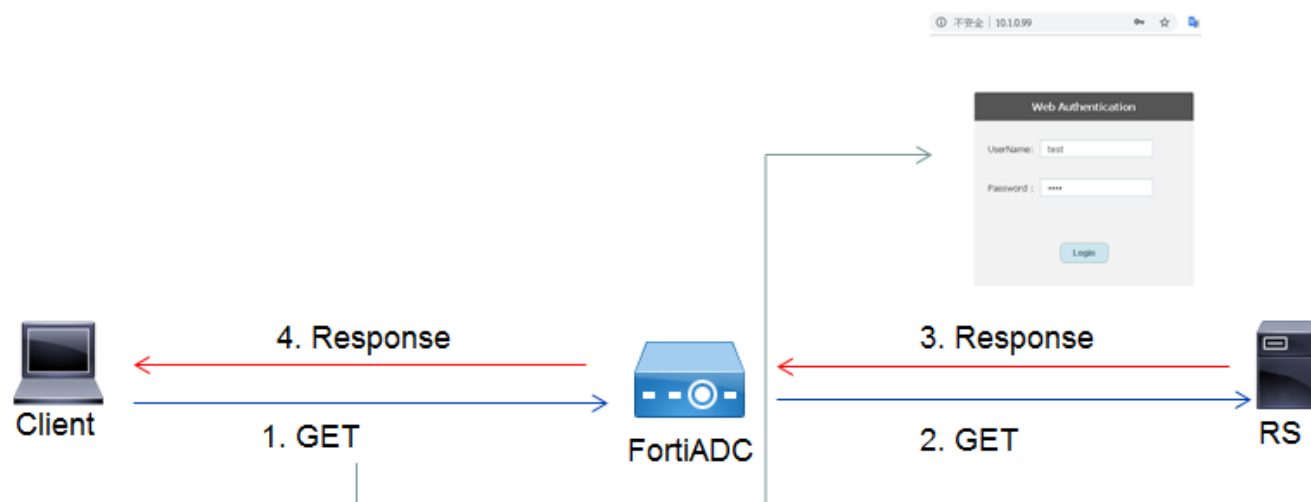 不安全 | 10.1.0.99
Web Authentication
UserName: test
Password : ••••
Login
4. Response
3. Response
Client
1. GET
FortiADC
2. GET
RS